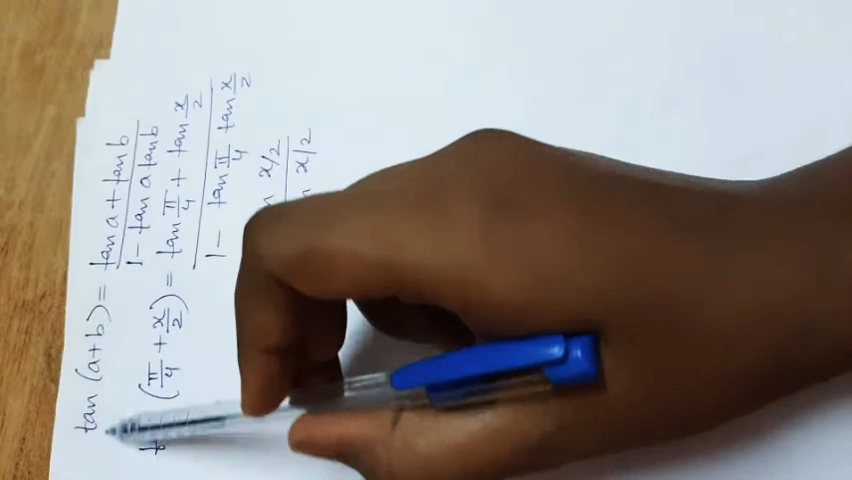 tan (a+b) = (tan a + tan b) / (1 - tan a tan b)
(π/4 + x/2) = (tan π/4 + tan x/2) / (1 - tan π/4 tan x/2)
x/2 / x/2